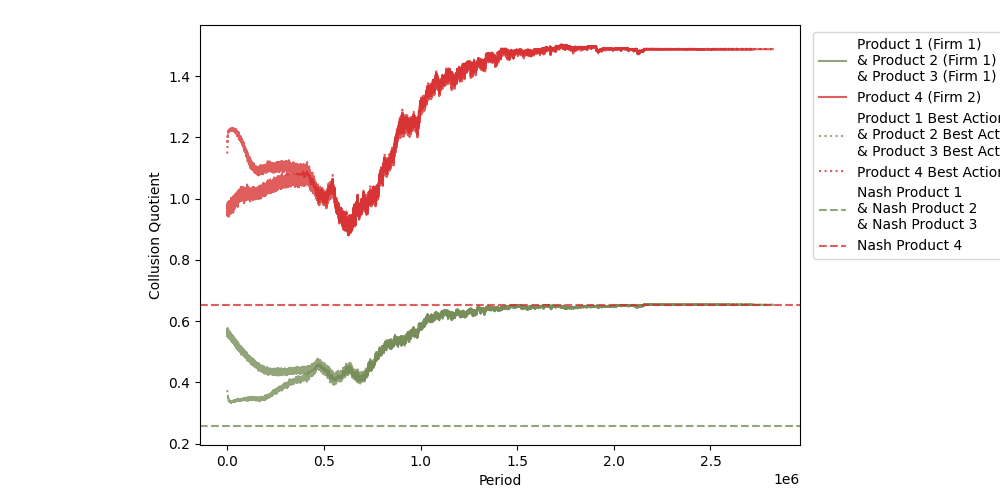 Product 1 (Firm 1)
& Product 2 (Firm 1)
& Product 3 (Firm 1)
Product 4 (Firm 2)
Product 1 Best Action
& Product 2 Best Act
& Product 3 Best Act
Product 4 Best Action
Nash Product 1
& Nash Product 2
& Nash Product 3
Nash Product 4
Collusion Quotient
1.4
1.2
1.0
0.8
0.6
0.4
0.2
0.0 0.5 1.0 1.5 2.0 2.5
1e6
Period